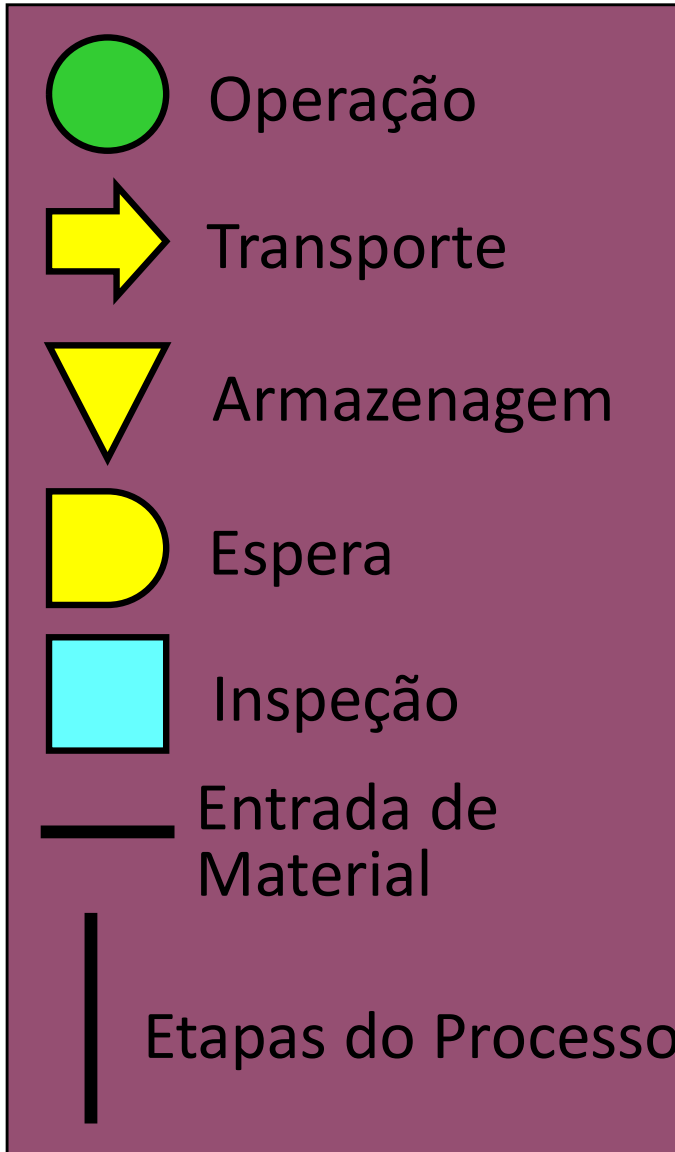 Operação
Transporte
Armazenagem
Espera
Inspeção
Entrada de
Material
Etapas do Processo